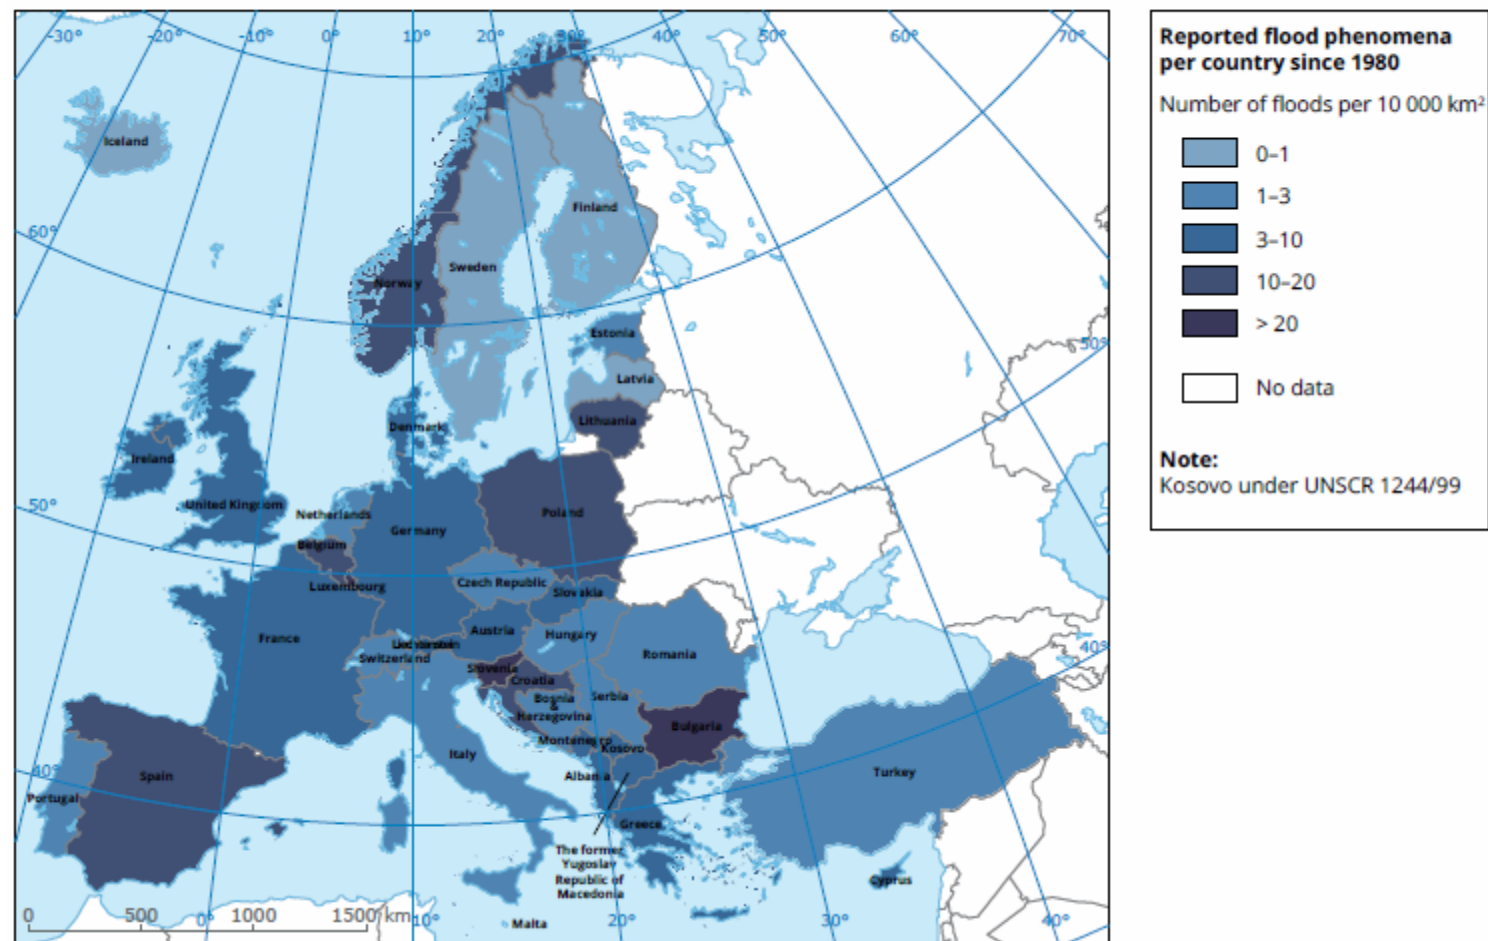 -30°
-20°
-10°
0°
10°
20°
30°
40°
50°
60°
70°
Iceland
60°
Finland
Sweden
Norway
Estonia
50°
Latvia
Denmark
Lithuania
Ireland
50°
United Kingdom
Netherlands
Poland
Germany
Belgium
Czech Republic
Luxembourg
Slovakia
Austria
Hungary
France
40°
Switzerland
Romania
Slovenia
Croatia
Bosnia
&
Herzegovina
Serbia
Bulgaria
Montenegro
Kosovo
Italy
40°
Spain
Albania
Turkey
Portugal
Greece
The former
Yugoslav
Republic of
Macedonia
Cyprus
Malta
0 500 1000 1500 km
0°
10°
20°
30°
40°
Reported flood phenomena
per country since 1980
Number of floods per 10 000 km²
0–1
1–3
3–10
10–20
> 20
No data
Note:
Kosovo under UNSCR 1244/99